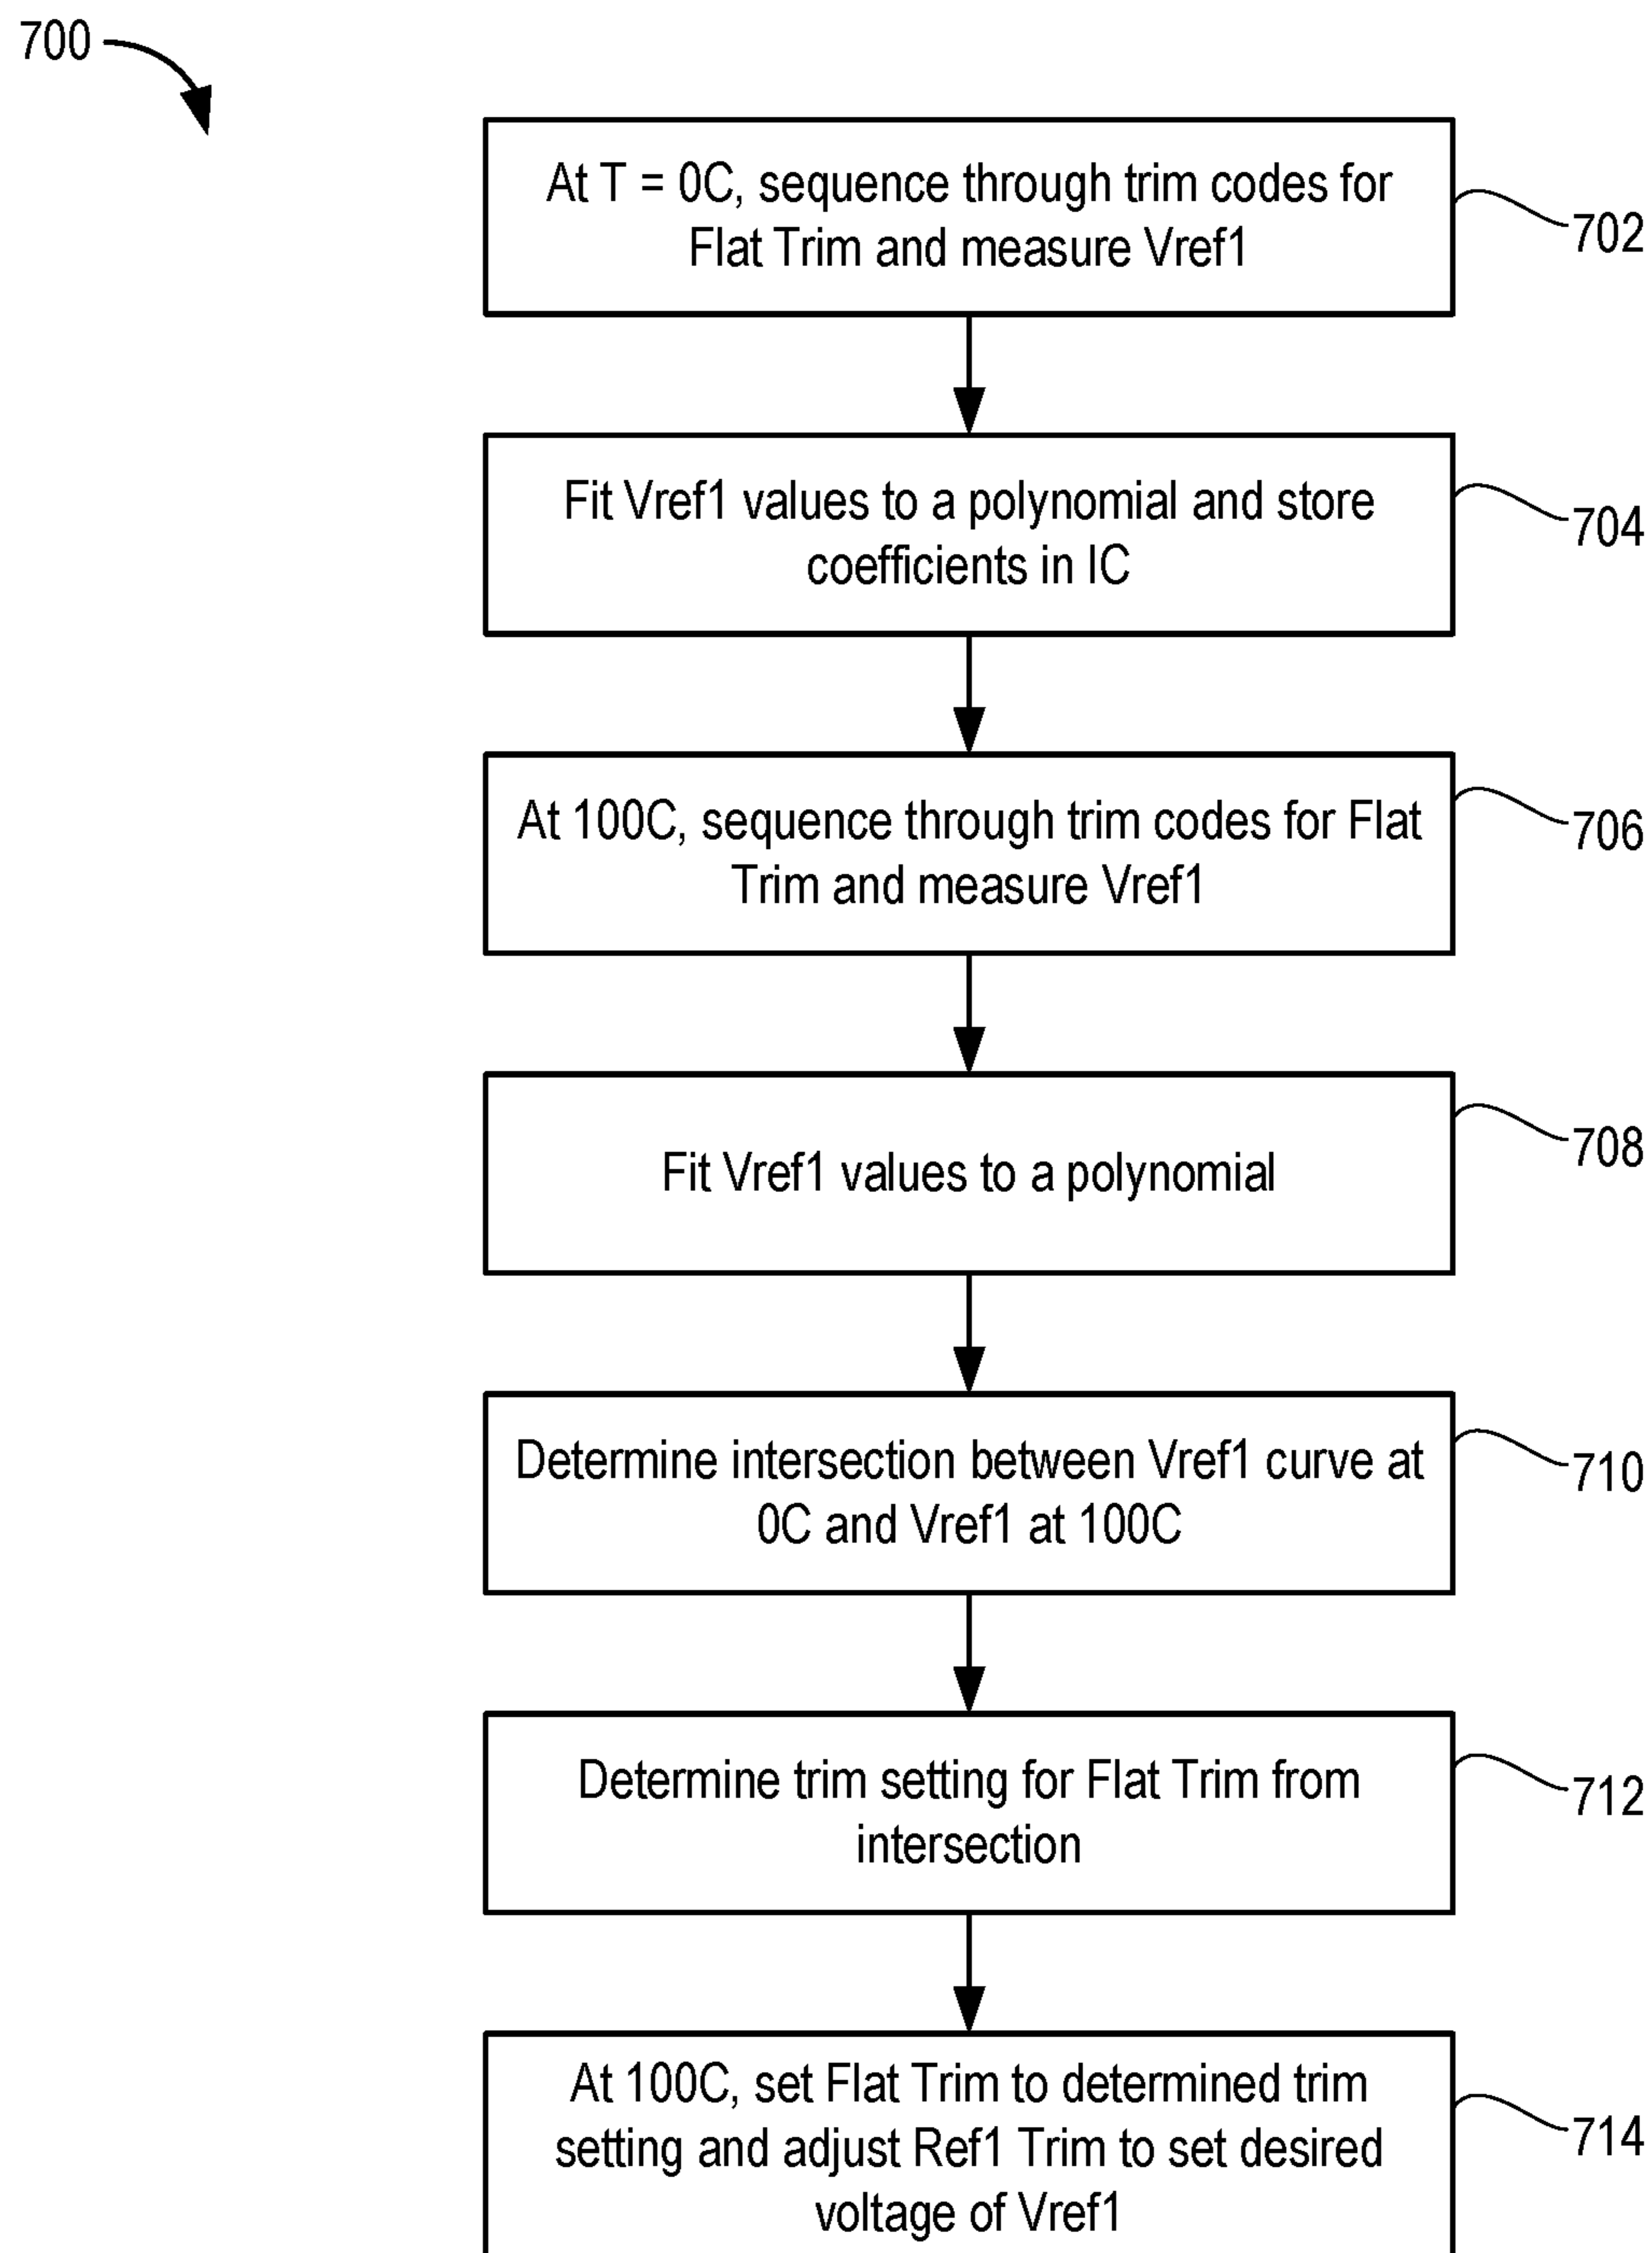 700
At T = 0C, sequence through trim codes for
Flat Trim and measure Vref1
702
Fit Vref1 values to a polynomial and store
coefficients in IC
704
At 100C, sequence through trim codes for Flat
Trim and measure Vref1
706
Fit Vref1 values to a polynomial
708
Determine intersection between Vref1 curve at
0C and Vref1 at 100C
710
Determine trim setting for Flat Trim from
intersection
712
At 100C, set Flat Trim to determined trim
setting and adjust Ref1 Trim to set desired
voltage of Vref1
714